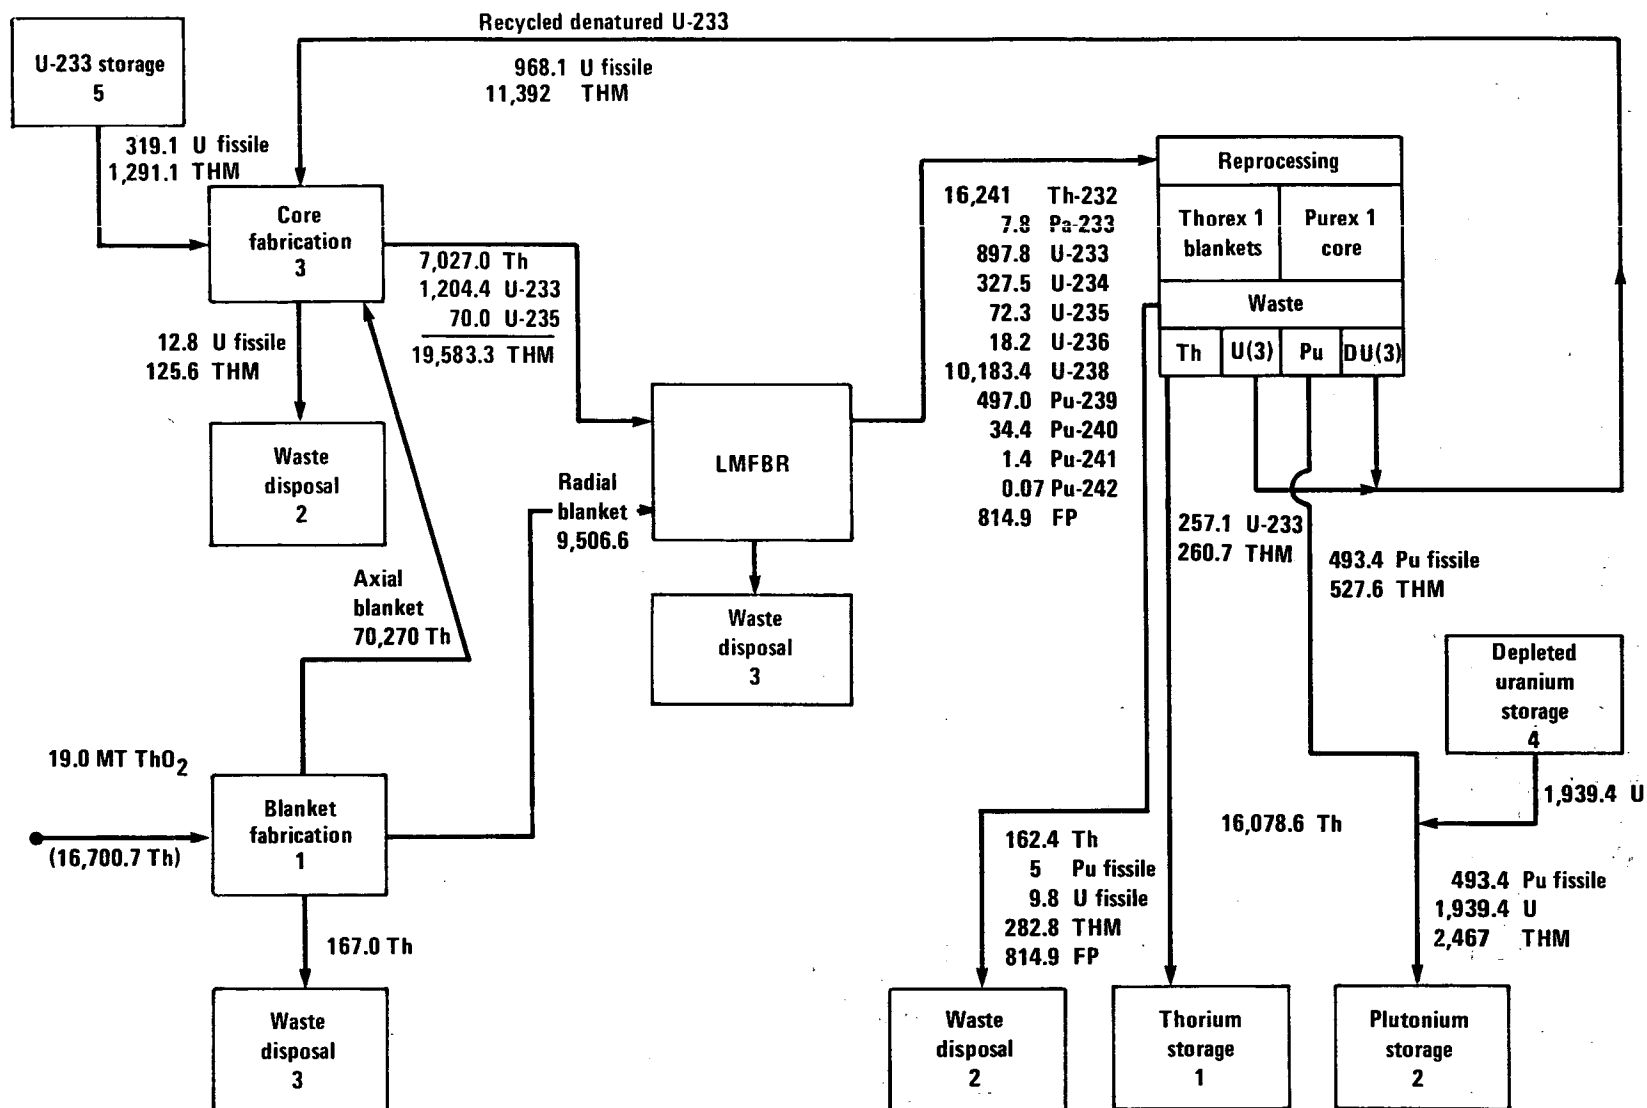 Recycled denatured U-233
968.1 U fissile
11,392 THM
U-233 storage
5
319.1 U fissile
1,291.1 THM
Core
fabrication
3
7,027.0 Th
1,204.4 U-233
70.0 U-235
19,583.3 THM
12.8 U fissile
125.6 THM
Waste
disposal
2
Axial
blanket
70,270 Th
Radial
blanket
9,506.6
LMFBR
Waste
disposal
3
19.0 MT ThO2
(16,700.7 Th)
Blanket
fabrication
1
167.0 Th
Waste
disposal
3
16,241 Th-232
7.8 Pa-233
897.8 U-233
327.5 U-234
72.3 U-235
18.2 U-236
10,183.4 U-238
497.0 Pu-239
34.4 Pu-240
1.4 Pu-241
0.07 Pu-242
814.9 FP
Reprocessing
Thorex 1
blankets
Purex 1
core
Waste
Th U(3) Pu DU(3)
257.1 U-233
260.7 THM
493.4 Pu fissile
527.6 THM
Depleted
uranium
storage
4
1,939.4 U
16,078.6 Th
162.4 Th
5 Pu fissile
9.8 U fissile
282.8 THM
814.9 FP
493.4 Pu fissile
1,939.4 U
2,467 THM
Waste
disposal
2
Thorium
storage
1
Plutonium
storage
2